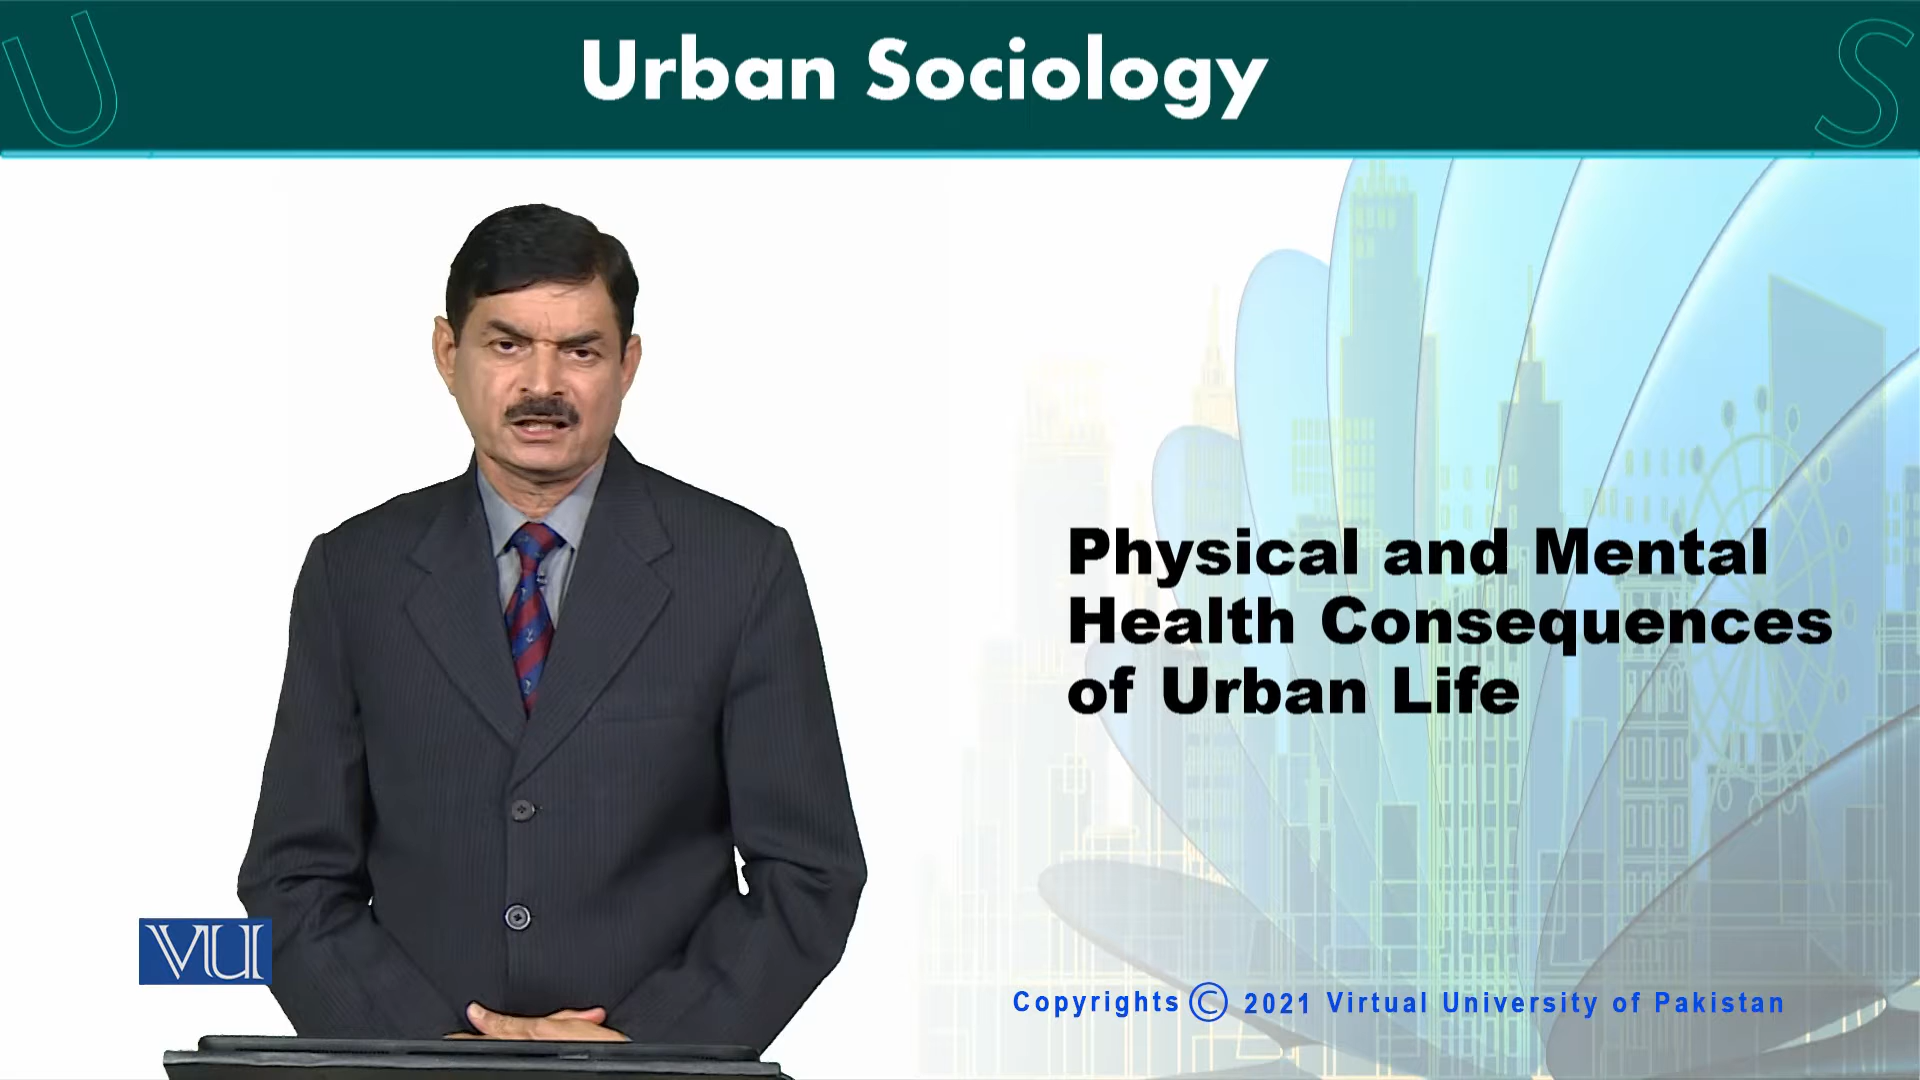 U
Urban Sociology
S
Physical and Mental
Health Consequences
of Urban Life
VU
Copyrights © 2021 Virtual University of Pakistan